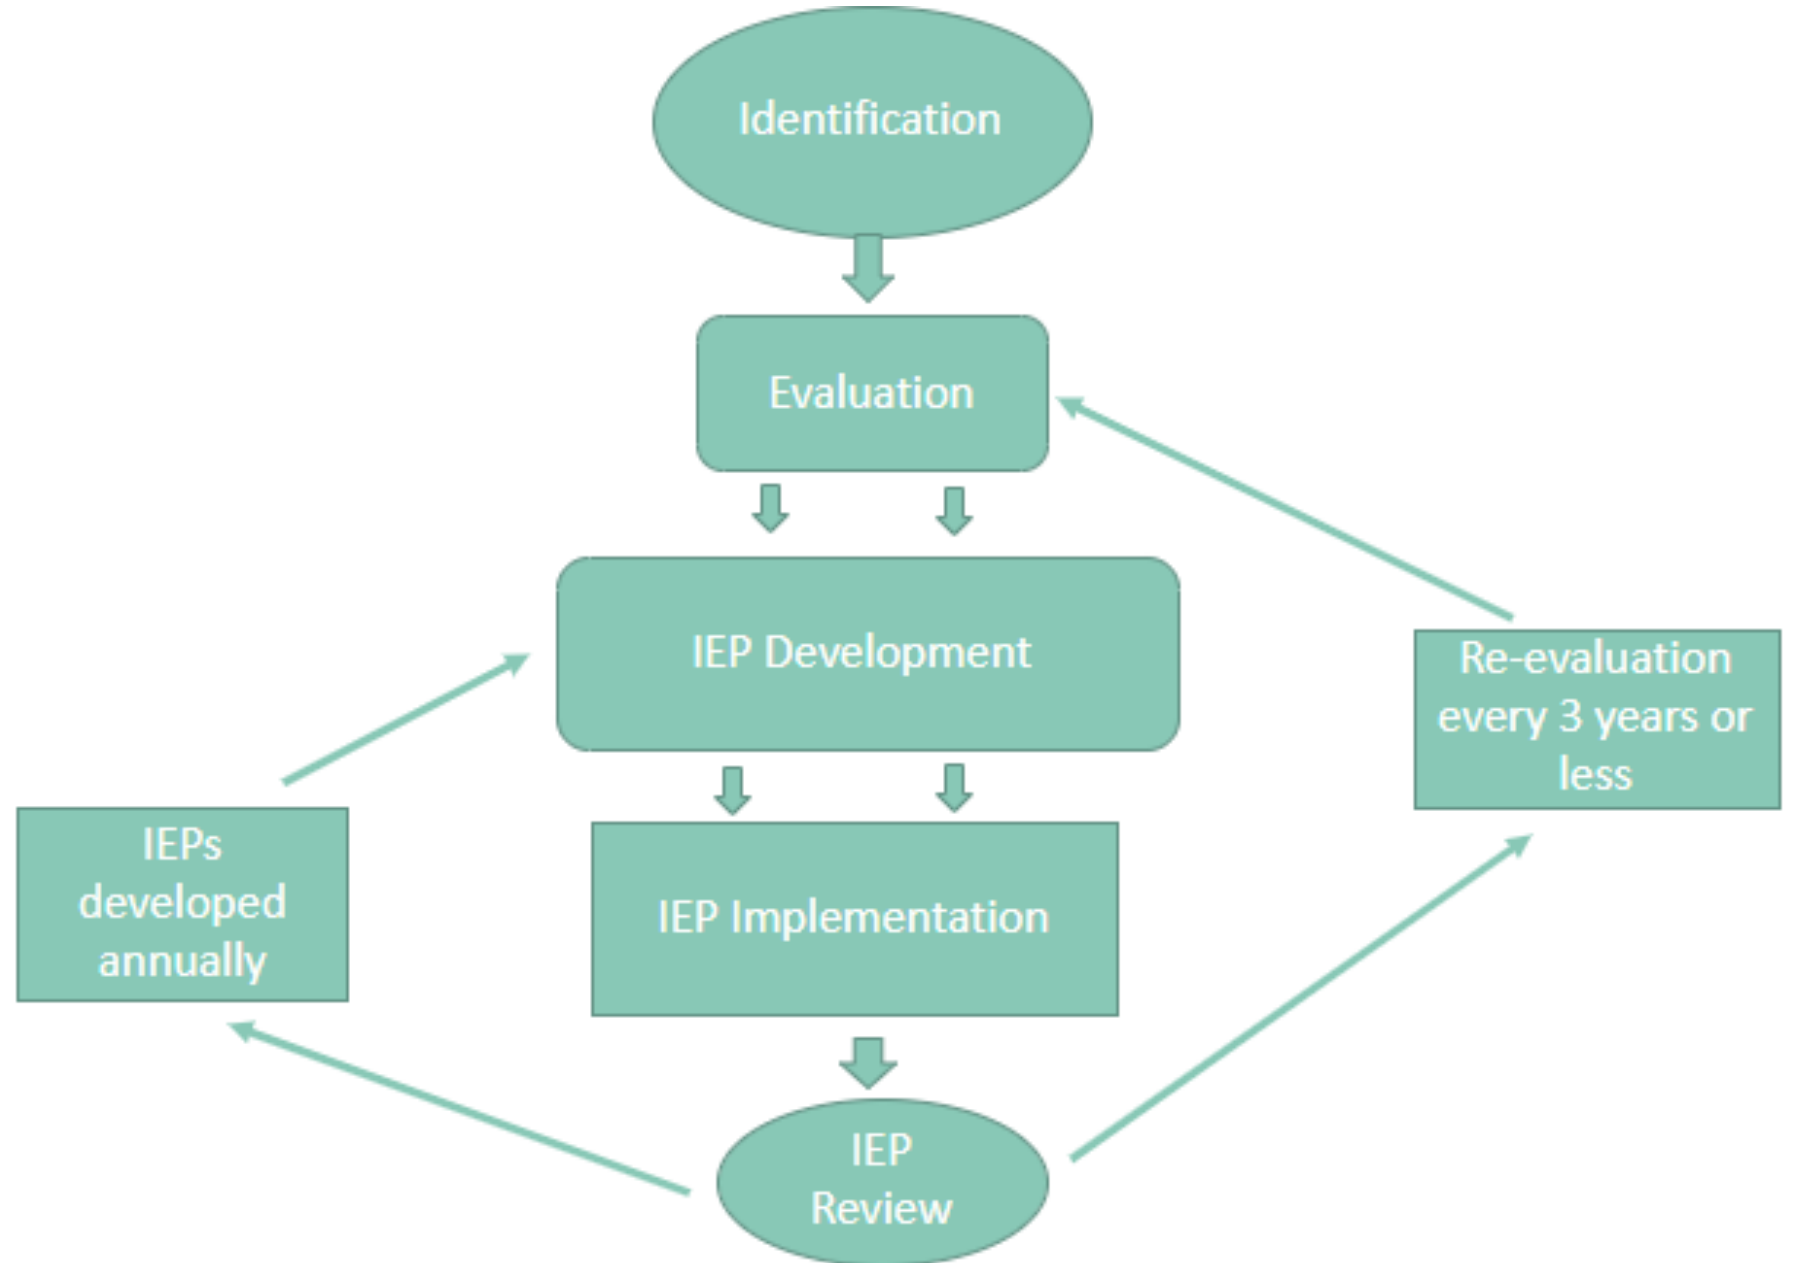 Identification
Evaluation
IEP Development
Re-evaluation
every 3 years or
less
IEPs
developed
annually
IEP Implementation
IEP
Review